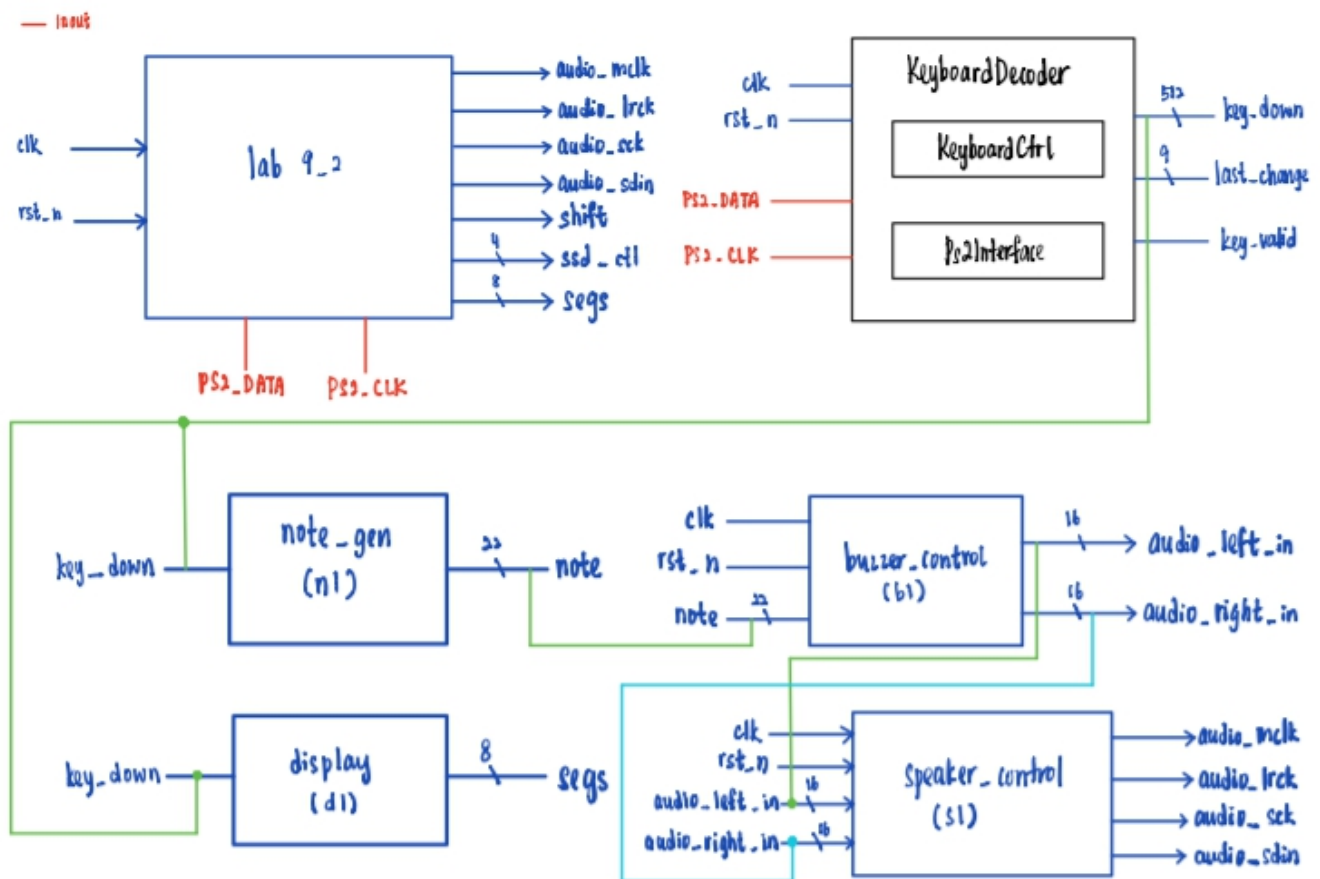 — inout
clk
rst_n
lab 9_2
audio_mclk
audio_lrck
audio_sck
audio_sdin
shift
4
ssd_ctl
8
segs
PS2_DATA
PS2_CLK
KeyboardDecoder
clk
rst_n
PS2_DATA
PS2_CLK
KeyboardCtrl
Ps2Interface
512
key_down
9
last_change
key_valid
key_down
note_gen
(n1)
22
note
clk
rst_n
note
22
buzzer_control
(b1)
16
audio_left_in
16
audio_right_in
key_down
display
(d1)
8
segs
clk
rst_n
audio_left_in
16
audio_right_in
16
speaker_control
(s1)
audio_mclk
audio_lrck
audio_sck
audio_sdin